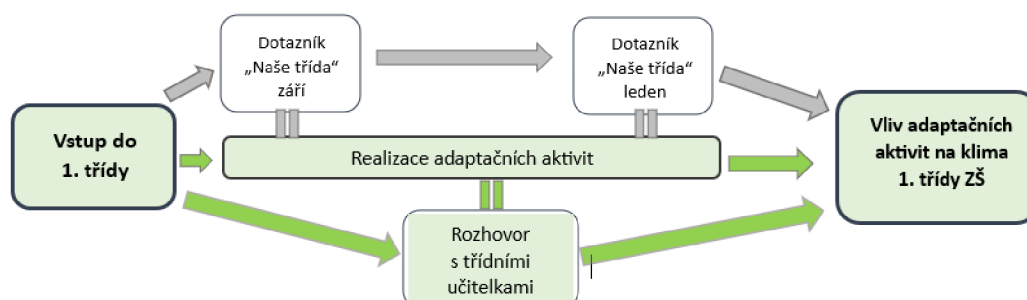 Dotazník
„Naše třída“
září
Dotazník
„Naše třída“
leden
Vstup do
1. třídy
Realizace adaptačních aktivit
Vliv adaptačních
aktivit na klima
1. třídy ZŠ
Rozhovor
s třídními
učitelkami